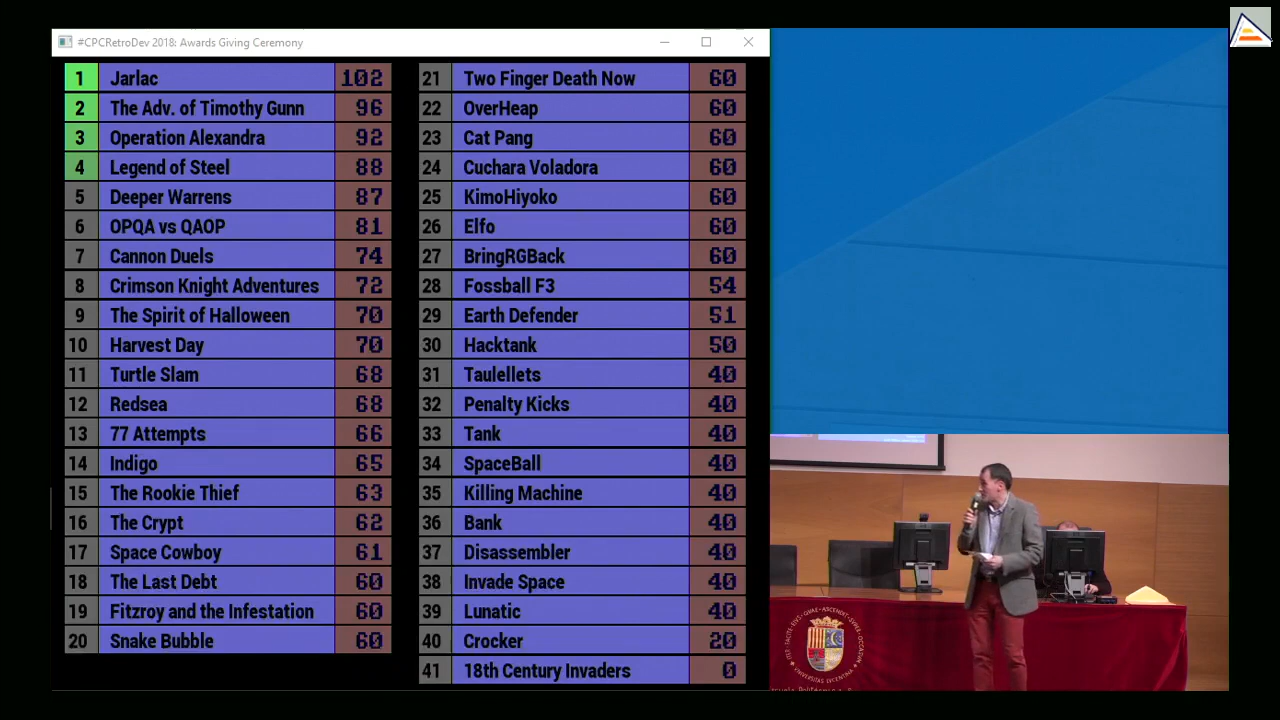 #CPCRetroDev 2018: Awards Giving Ceremony
1 Jarlac 102
2 The Adv. of Timothy Gunn 96
3 Operation Alexandra 92
4 Legend of Steel 88
5 Deeper Warrens 87
6 OPQA vs QAOP 81
7 Cannon Duels 74
8 Crimson Knight Adventures 72
9 The Spirit of Halloween 70
10 Harvest Day 70
11 Turtle Slam 68
12 Redsea 68
13 77 Attempts 66
14 Indigo 65
15 The Rookie Thief 63
16 The Crypt 62
17 Space Cowboy 61
18 The Last Debt 60
19 Fitzroy and the Infestation 60
20 Snake Bubble 60
21 Two Finger Death Now 60
22 OverHeap 60
23 Cat Pang 60
24 Cuchara Voladora 60
25 KimoHiyoko 60
26 Elfo 60
27 BringRGBack 60
28 Fossball F3 54
29 Earth Defender 51
30 Hacktank 50
31 Taulellets 40
32 Penalty Kicks 40
33 Tank 40
34 SpaceBall 40
35 Killing Machine 40
36 Bank 40
37 Disassembler 40
38 Invade Space 40
39 Lunatic 40
40 Crocker 20
41 18th Century Invaders 0